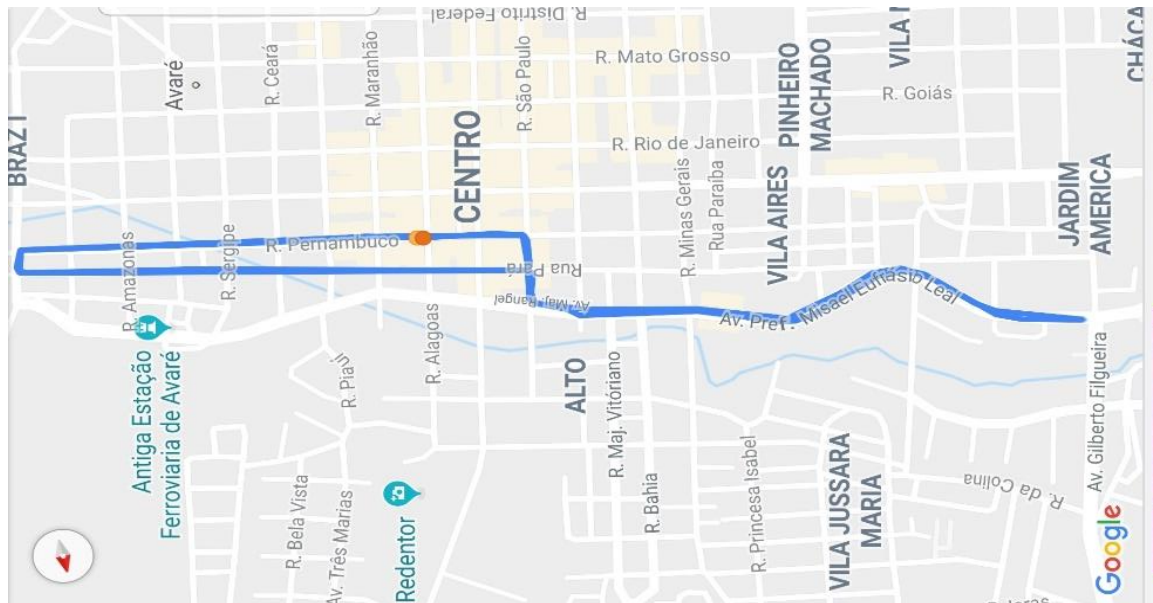 R. Distrito Federal
R. Mato Grosso
PINHEIRO
MACHADO
BRAZ I
Avaré
R. Ceará
R. Maranhão
R. São Paulo
R. Goiás
CENTRO
R. Rio de Janeiro
R. Minas Gerais
Rua Paraíba
VILA AIRES
JARDIM
AMERICA
R. Amazonas
R. Sergipe
R. Pernambuco
Rua Pará
Av. Maj. Rangel
Av. Pref. Misael Eufrásio Leal
Antiga Estação
Ferroviaria de Avaré
R. Piauí
R. Alagoas
ALTO
R. Maj. Vitóriano
R. Bahia
R. Princesa Isabel
VILA JUSSARA
MARIA
R. da Colina
Av. Gilberto Filgueira
R. Bela Vista
Av. Três Marias
Redentor
Google